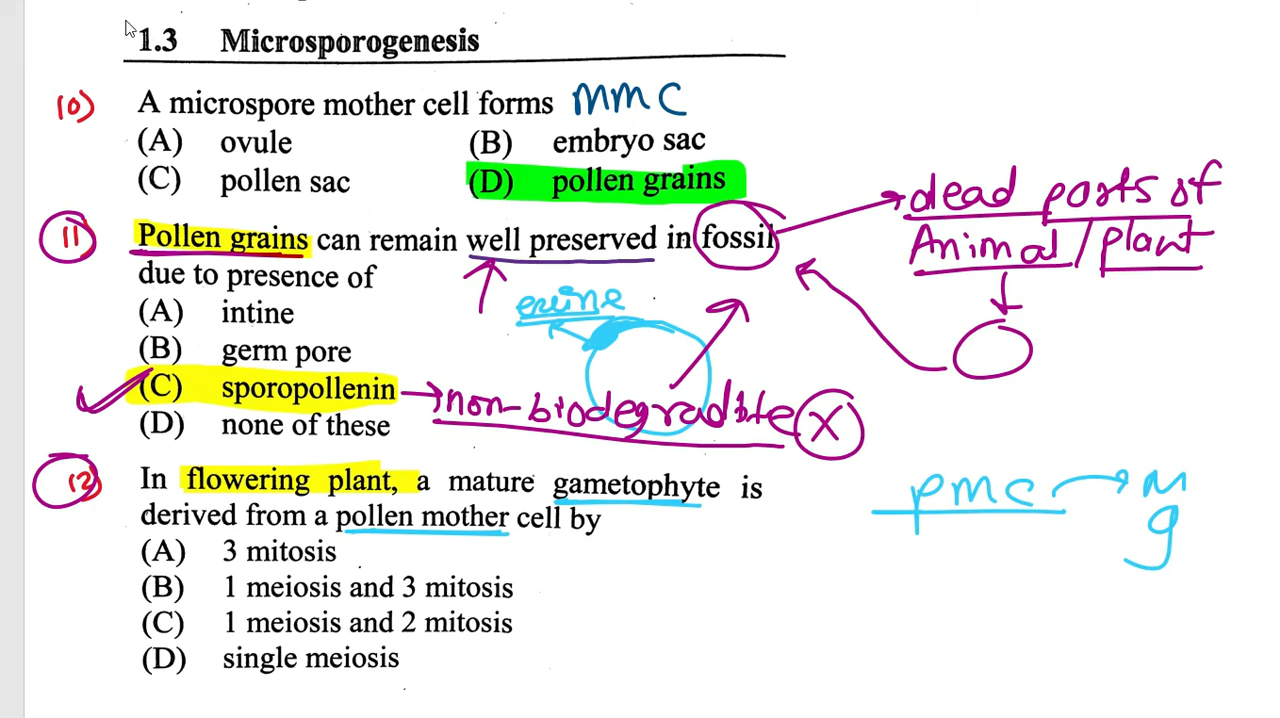 1.3 Microsporogenesis
10) A microspore mother cell forms MMC
(A) ovule (B) embryo sac
(C) pollen sac (D) pollen grains
dead parts of
Animal / plant
11) Pollen grains can remain well preserved in fossil
due to presence of
(A) intine
exine
(B) germ pore
(C) sporopollenin → non-biodegradble X
(D) none of these
12) In flowering plant, a mature gametophyte is
derived from a pollen mother cell by
PMC → m
g
(A) 3 mitosis
(B) 1 meiosis and 3 mitosis
(C) 1 meiosis and 2 mitosis
(D) single meiosis